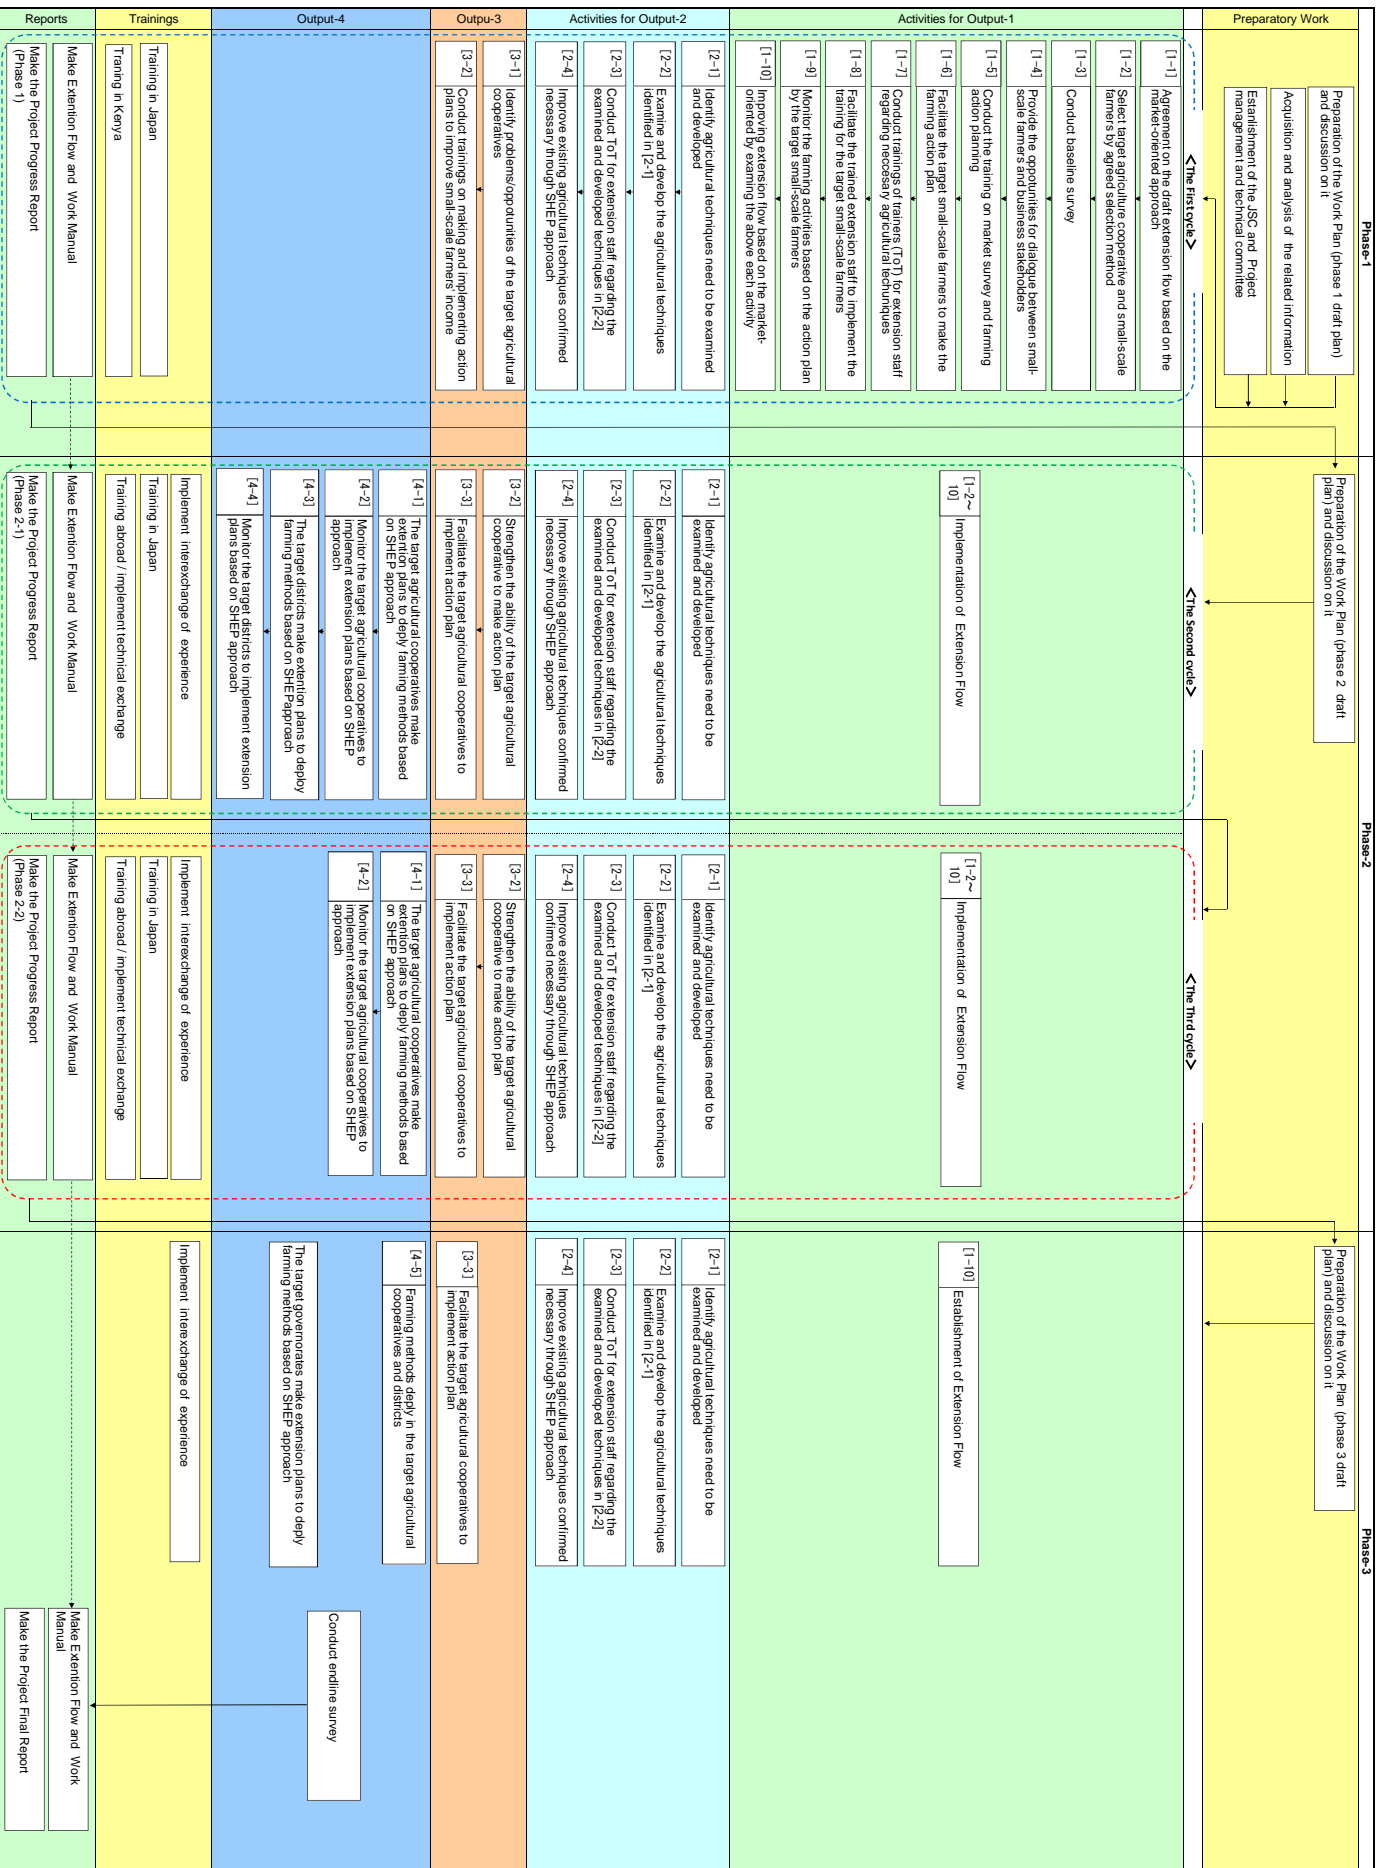 Phase-1
Phase-2
Phase-3
Preparatory Work
Preparation of the Work Plan (phase 1 draft plan)
and discussion on it
Acquisition and analysis of the related information
Estanlishment of the JSC and Project
management and technical committee
Preparation of the Work Plan (phase 2 draft
plan) and discussion on it
Preparation of the Work Plan (phase 3 draft
plan) and discussion on it
<The First cycle>
<The Second cycle>
<The Thrd cycle>
Activities for Output-1
[1-1]
Agreement on the draft extension flow based on the
market-oriented approach
[1-2]
Select target agriculture cooperative and small-scale
farmers by agreed selection method
[1-3]
Conduct baseline survey
[1-4]
Provide the oppotunities for dialogue between small-
scale farmers and business stakeholders
[1-5]
Conduct the training on market survey and farming
action planning
[1-6]
Facilitate the target small-scale farmers to make the
farming action plan
[1-7]
Conduct trainings of trainers (ToT) for extension staff
regarding neccesary agricultural techuniques
[1-8]
Facilitate the trained extension staff to implement the
training for the target small-scale farmers
[1-9]
Monitor the farming activities based on the action plan
by the target small-scale farmers
[1-10]
Improving extension flow based on the market-
oriented by examining the above each activity
[1-2~
10]
Implementation of Extension Flow
[1-2~
10]
Implementation of Extension Flow
[1-10]
Establishment of Extension Flow
Activities for Output-2
[2-1]
Identify agricultural techniques need to be examined
and developed
[2-2]
Examine and develop the agricultural techniques
identified in [2-1]
[2-3]
Conduct ToT for extension staff regarding the
examined and developed techniques in [2-2]
[2-4]
Improve existing agricultural techniques confirmed
necessary through SHEP approach
[2-1]
Identify agricultural techniques need to be
examined and developed
[2-2]
Examine and develop the agricultural techniques
identified in [2-1]
[2-3]
Conduct ToT for extension staff regarding the
examined and developed techniques in [2-2]
[2-4]
Improve existing agricultural techniques confirmed
necessary through SHEP approach
[2-1]
Identify agricultural techniques need to be
examined and developed
[2-2]
Examine and develop the agricultural techniques
identified in [2-1]
[2-3]
Conduct ToT for extension staff regarding the
examined and developed techniques in [2-2]
[2-4]
Improve existing agricultural techniques
confirmed necessary through SHEP approach
[2-1]
Identify agricultural techniques need to be
examined and developed
[2-2]
Examine and develop the agricultural techniques
identified in [2-1]
[2-3]
Conduct ToT for extension staff regarding the
examined and developed techniques in [2-2]
[2-4]
Improve existing agricultural techniques confirmed
necessary through SHEP approach
Outpu-3
[3-1]
Identify problems/oppotunities of the target agricultural
cooperatives
[3-2]
Conduct trainings on making and implementing action
plans to improve small-scale farmers' income
[3-2]
Strengthen the ability of the target agricultural
cooperative to make action plan
[3-3]
Facilitate the target agricultural cooperatives to
implement action plan
[3-2]
Strengthen the ability of the target agricultural
cooperative to make action plan
[3-3]
Facilitate the target agricultural cooperatives to
implement action plan
[3-3]
Facilitate the target agricultural cooperatives to
implement action plan
Output-4
[4-1]
The target agricultural cooperatives make
extention plans to deply farming methods based
on SHEP approach
[4-2]
Monitor the target agricultural cooperatives to
implement extension plans based on SHEP
approach
[4-3]
The target districts make extention plans to deploy
farming methods based on SHEPapproach
[4-4]
Monitor the target districts to implement extension
plans based on SHEP approach
[4-1]
The target agricultural cooperatives make
extention plans to deply farming methods based
on SHEP approach
[4-2]
Monitor the target agricultural cooperatives to
implement extension plans based on SHEP
approach
[4-5]
Farming methods deply in the target agricultural
cooperatives and districts
The target governorates make extension plans to deply
farming methods based on SHEP approach
Conduct endline survey
Trainings
Training in Japan
Traning in Kenya
Implement interexchange of experience
Training in Japan
Training abroad / implement technical exchange
Implement interexchange of experience
Training in Japan
Training abroad / implement technical exchange
Implement interexchange of experience
Reports
Make Extention Flow and Work Manual
Make the Project Progress Report
(Phase 1)
Make Extention Flow and Work Manual
Make the Project Progress Report
(Phase 2-1)
Make Extention Flow and Work Manual
Make the Project Progress Report
(Phase 2-2)
Make Extention Flow and Work
Manual
Make the Project Final Report